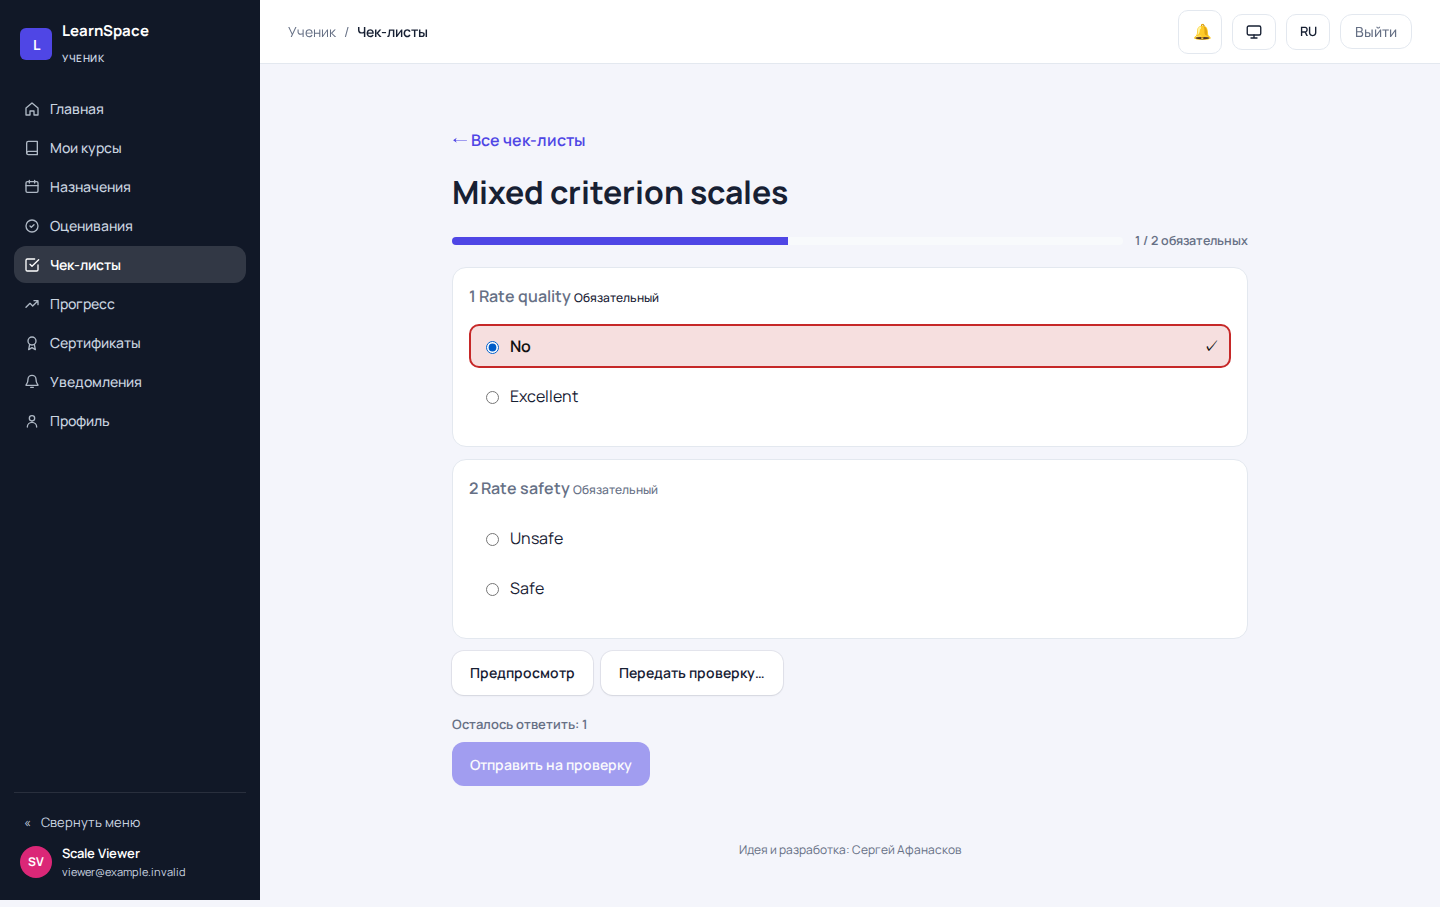 L
LearnSpace
УЧЕНИК
Главная
Мои курсы
Назначения
Оценивания
Чек-листы
Прогресс
Сертификаты
Уведомления
Профиль
« Свернуть меню
SV
Scale Viewer
viewer@example.invalid
Ученик / Чек-листы
RU
Выйти
← Все чек-листы
Mixed criterion scales
1 / 2 обязательных
1 Rate quality Обязательный
No ✓
Excellent
2 Rate safety Обязательный
Unsafe
Safe
Предпросмотр
Передать проверку…
Осталось ответить: 1
Отправить на проверку
Идея и разработка: Сергей Афанасков